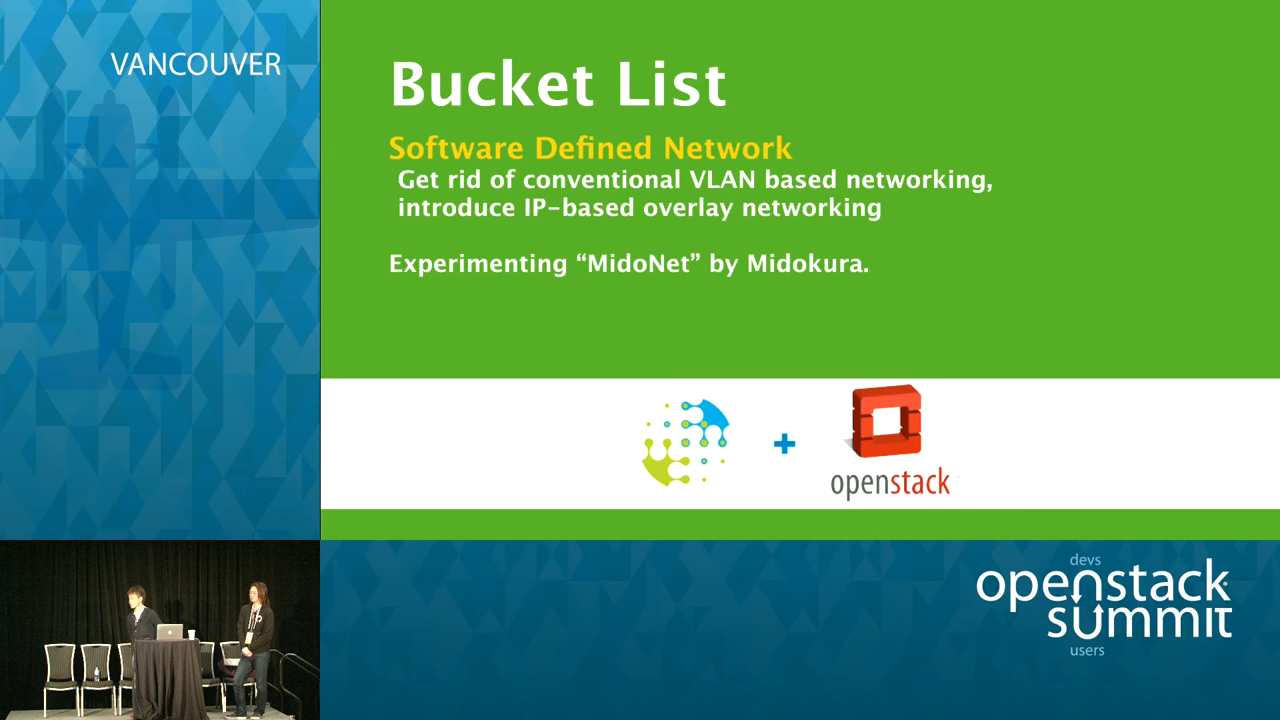 VANCOUVER
Bucket List
Software Defined Network
Get rid of conventional VLAN based networking,
introduce IP-based overlay networking
Experimenting “MidoNet” by Midokura.
+
openstack
devs
openstack
summit
users